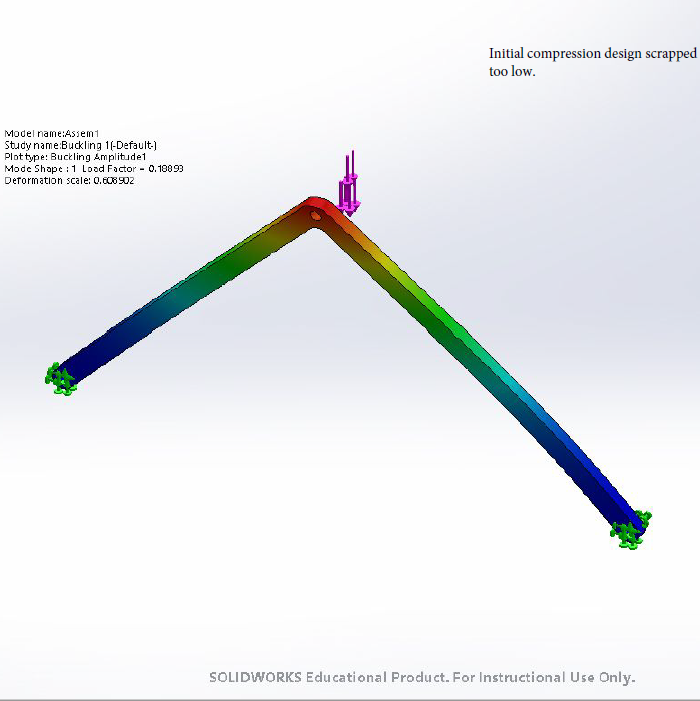 Initial compression design scrapped
too low.
Model name:Assem1
Study name:Buckling 1(-Default-)
Plot type: Buckling Amplitude1
Mode Shape : 1 Load Factor = 0.18893
Deformation scale: 0.608902
SOLIDWORKS Educational Product. For Instructional Use Only.